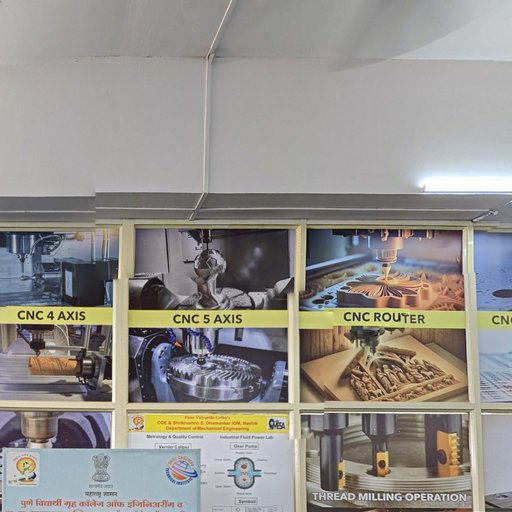 CNC 4 AXIS
CNC 5 AXIS
CNC ROUTER
CNC
Pune Vidyarthi Griha's
COE & Shrikrushna S. Dhamankar IOM, Nashik
Department of Mechanical Engineering
Metrology & Quality Control
Industrial Fluid Power Lab
Vernier Caliper
Gear Pump
Symbol
THREAD MILLING OPERATION
महाराष्ट्र शासन
पुणे विद्यार्थी गृह कॉलेज ऑफ इंजिनिअरींग व